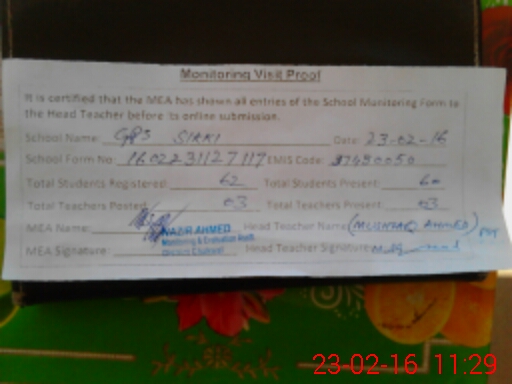 Monitoring Visit Proof
It is certified that the MEA has shown all entries of the School Monitoring Form to
the Head Teacher before its online submission.
School Name: GPS SIRKI Date: 23-02-16
School Form No: 1602231127117 EMIS Code: 37480050
Total Students Registered: 62 Total Students Present: 60
Total Teachers Posted: 03 Total Teachers Present: 03
MEA Name: NAZIR AHMED Head Teacher Name: (MUSHTAQ AHMED)
Monitoring & Evaluation Asstt.
MEA Signature: Head Teacher Signature:
23-02-16 11:29